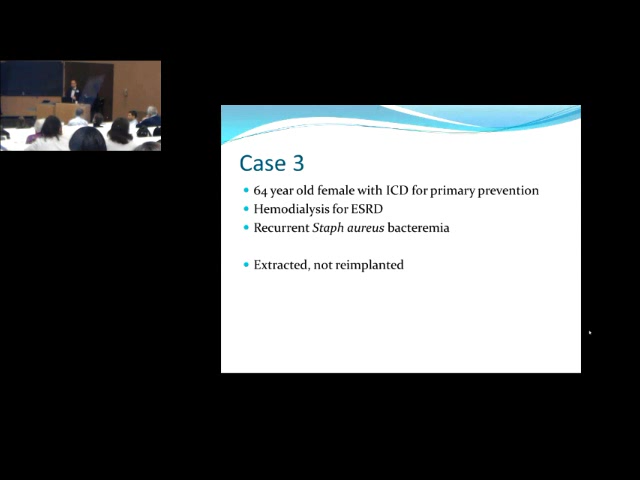 Case 3
64 year old female with ICD for primary prevention
Hemodialysis for ESRD
Recurrent Staph aureus bacteremia
Extracted, not reimplanted